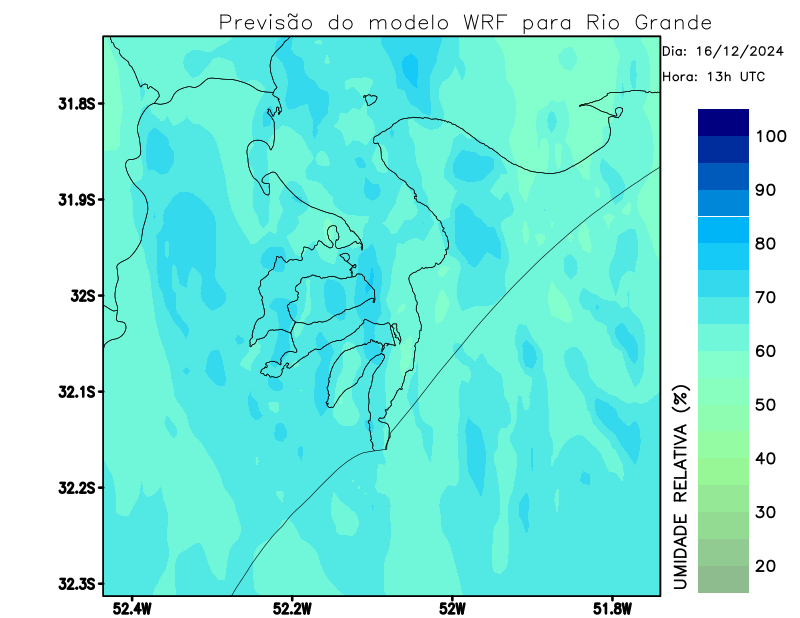 Previsão do modelo WRF para Rio Grande
Dia: 16/12/2024
Hora: 13h UTC
31.8S
31.9S
32S
32.1S
32.2S
32.3S
52.4W
52.2W
52W
51.8W
100
90
80
70
60
50
40
30
20
UMIDADE RELATIVA (%)